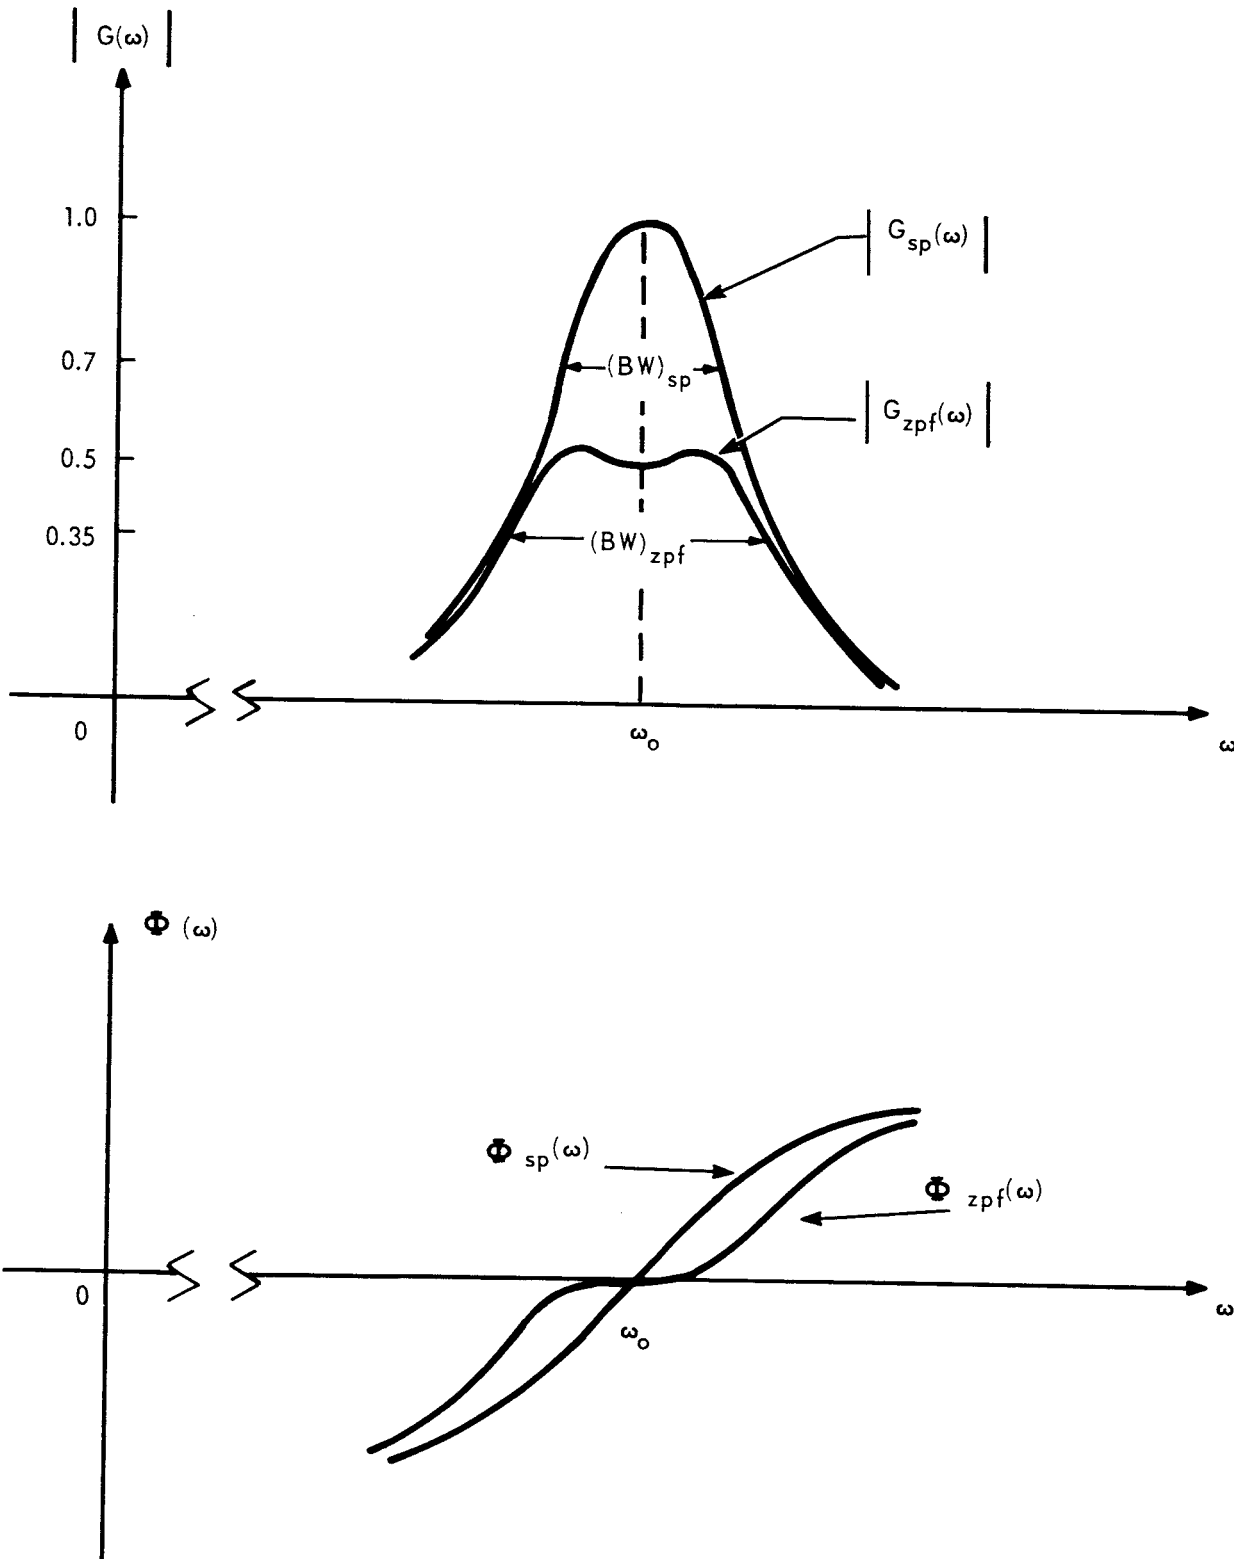 | G(ω) |
1.0
| G_sp(ω) |
0.7
(BW)_sp
| G_zpf(ω) |
0.5
0.35
(BW)_zpf
0
ω_o
ω
Φ (ω)
Φ sp(ω)
Φ zpf(ω)
0
ω_o
ω